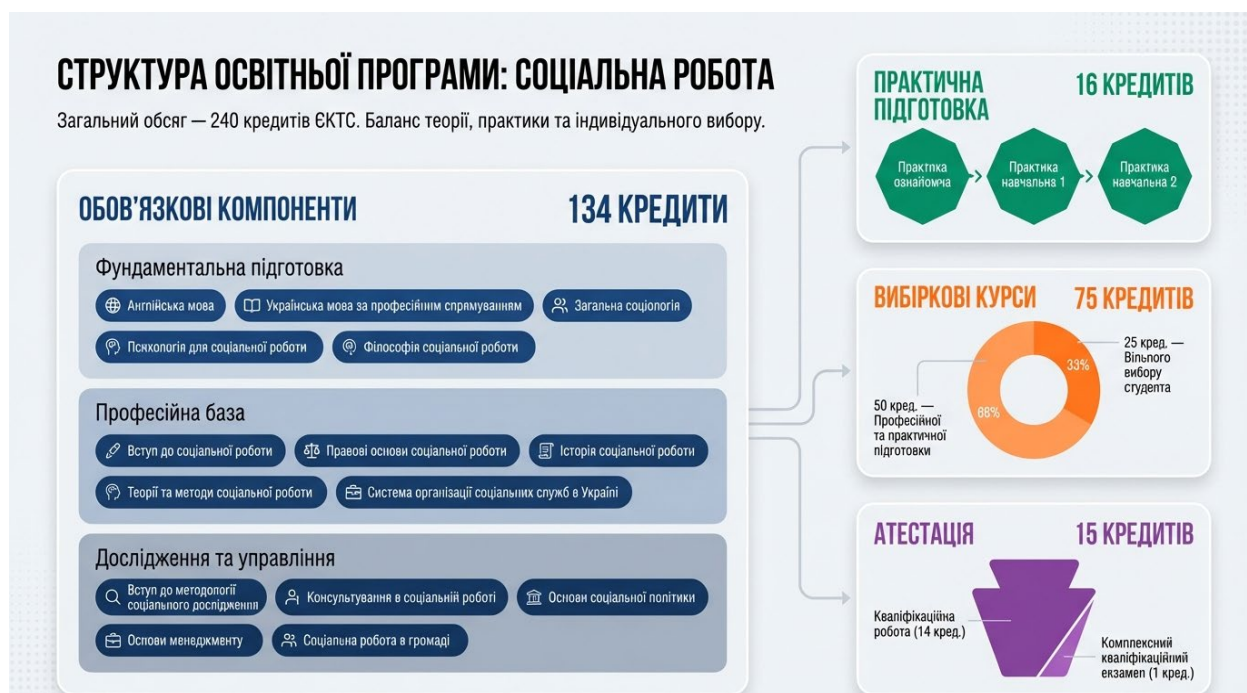 СТРУКТУРА ОСВІТНЬОЇ ПРОГРАМИ: СОЦІАЛЬНА РОБОТА
Загальний обсяг — 240 кредитів ЄКТС. Баланс теорії, практики та індивідуального вибору.
ОБОВ'ЯЗКОВІ КОМПОНЕНТИ
134 КРЕДИТИ
Фундаментальна підготовка
Англійська мова
Українська мова за професійним спрямуванням
Загальна соціологія
Психологія для соціальної роботи
Філософія соціальної роботи
Професійна база
Вступ до соціальної роботи
Правові основи соціальної роботи
Історія соціальної роботи
Теорії та методи соціальної роботи
Система організації соціальних служб в Україні
Дослідження та управління
Вступ до методології
соціального дослідження
Консультування в соціальній роботі
Основи соціальної політики
Основи менеджменту
Соціальна робота в громаді
ПРАКТИЧНА
ПІДГОТОВКА
16 КРЕДИТІВ
Практика
ознайомча
Практика
навчальна 1
Практика
навчальна 2
ВИБІРКОВІ КУРСИ
75 КРЕДИТІВ
25 кред. —
Вільного
вибору
студента
33%
50 кред. —
Професійної
та практичної
підготовки
68%
АТЕСТАЦІЯ
15 КРЕДИТІВ
Кваліфікаційна
робота (14 кред.)
Комплексний
кваліфікаційний
екзамен (1 кред.)